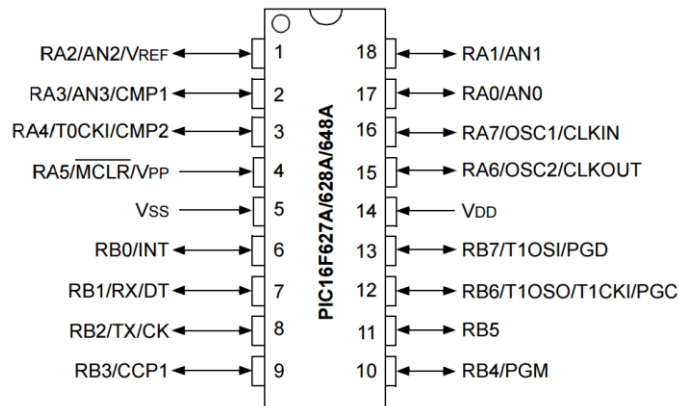 RA2/AN2/VREF 1 18 RA1/AN1
RA3/AN3/CMP1 2 17 RA0/AN0
RA4/T0CKI/CMP2 3 16 RA7/OSC1/CLKIN
RA5/MCLR/VPP 4 15 RA6/OSC2/CLKOUT
VSS 5 14 VDD
RB0/INT 6 13 RB7/T1OSI/PGD
RB1/RX/DT 7 12 RB6/T1OSO/T1CKI/PGC
RB2/TX/CK 8 11 RB5
RB3/CCP1 9 10 RB4/PGM
PIC16F627A/628A/648A